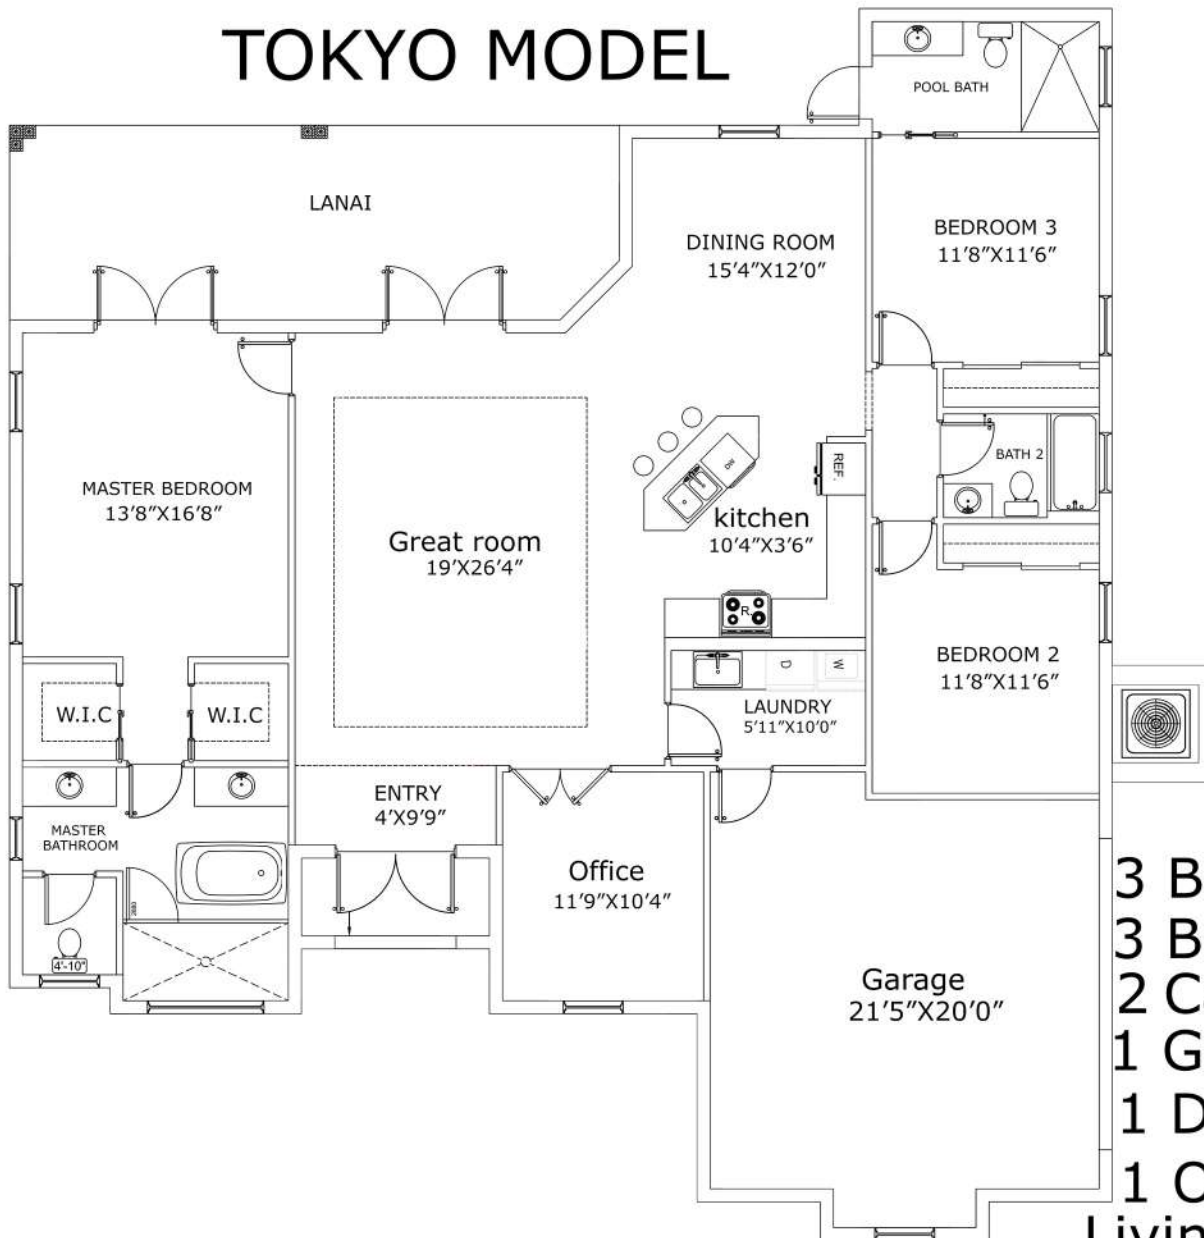 TOKYO MODEL
POOL BATH
LANAI
BEDROOM 3
11'8"X11'6"
DINING ROOM
15'4"X12'0"
BATH 2
REF.
DW
MASTER BEDROOM
13'8"X16'8"
Great room
19'X26'4"
kitchen
10'4"X3'6"
R.
BEDROOM 2
11'8"X11'6"
D
W
W.I.C
W.I.C
LAUNDRY
5'11"X10'0"
ENTRY
4'X9'9"
MASTER
BATHROOM
Office
11'9"X10'4"
2680
4'-10"
Garage
21'5"X20'0"
3 B
3 B
2 C
1 G
1 D
1 O
Livin